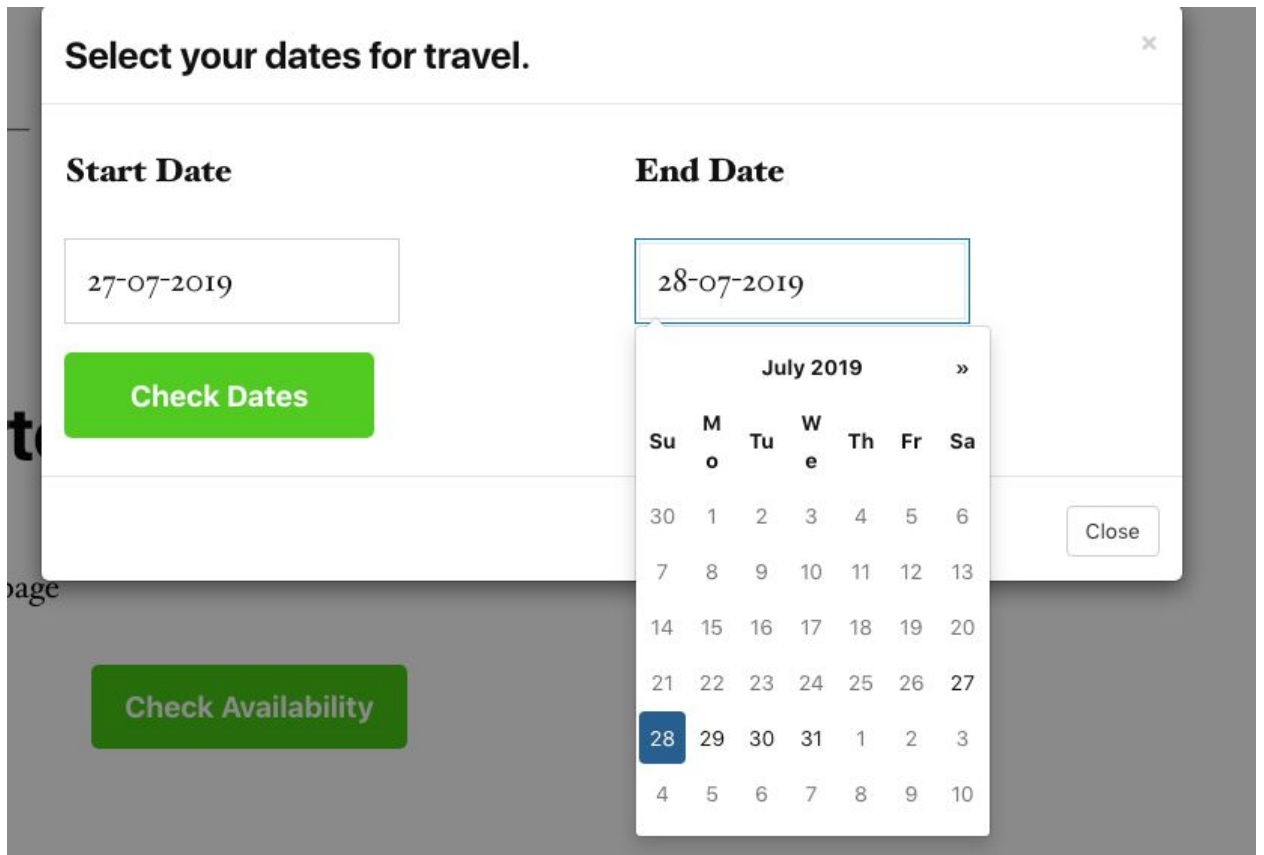 Select your dates for travel.
×
Start Date
End Date
27-07-2019
28-07-2019
Check Dates
July 2019 »
Su Mo Tu We Th Fr Sa
30 1 2 3 4 5 6
7 8 9 10 11 12 13
14 15 16 17 18 19 20
21 22 23 24 25 26 27
28 29 30 31 1 2 3
4 5 6 7 8 9 10
Close
Check Availability